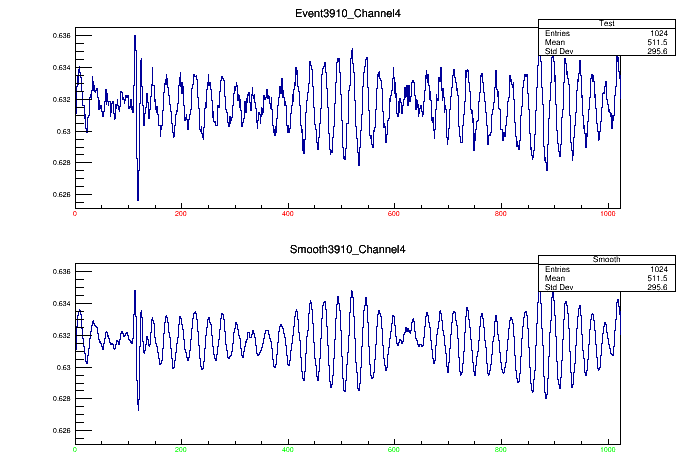 Event3910_Channel4
Test
Entries 1024
Mean 511.5
Std Dev 295.6
0.636
0.634
0.632
0.63
0.628
0.626
0 200 400 600 800 1000
Smooth3910_Channel4
Smooth
Entries 1024
Mean 511.5
Std Dev 295.6
0.636
0.634
0.632
0.63
0.628
0.626
0 200 400 600 800 1000